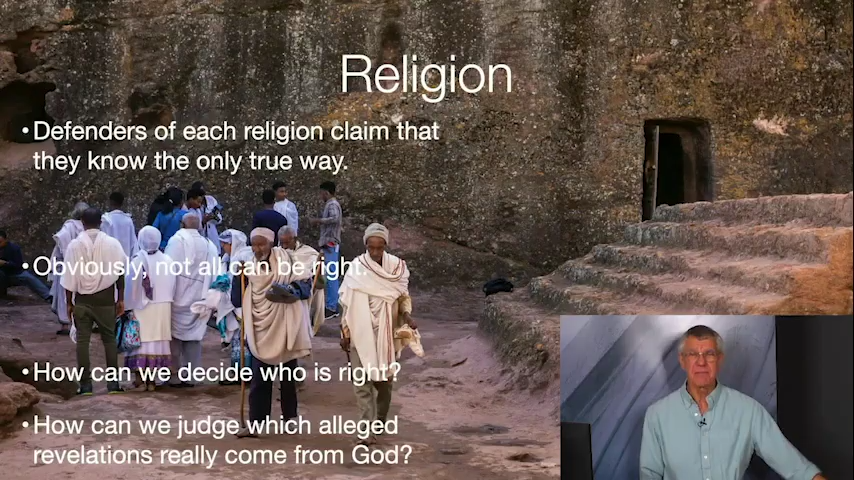 Religion
• Defenders of each religion claim that
they know the only true way.
• Obviously, not all can be right.
• How can we decide who is right?
• How can we judge which alleged
revelations really come from God?